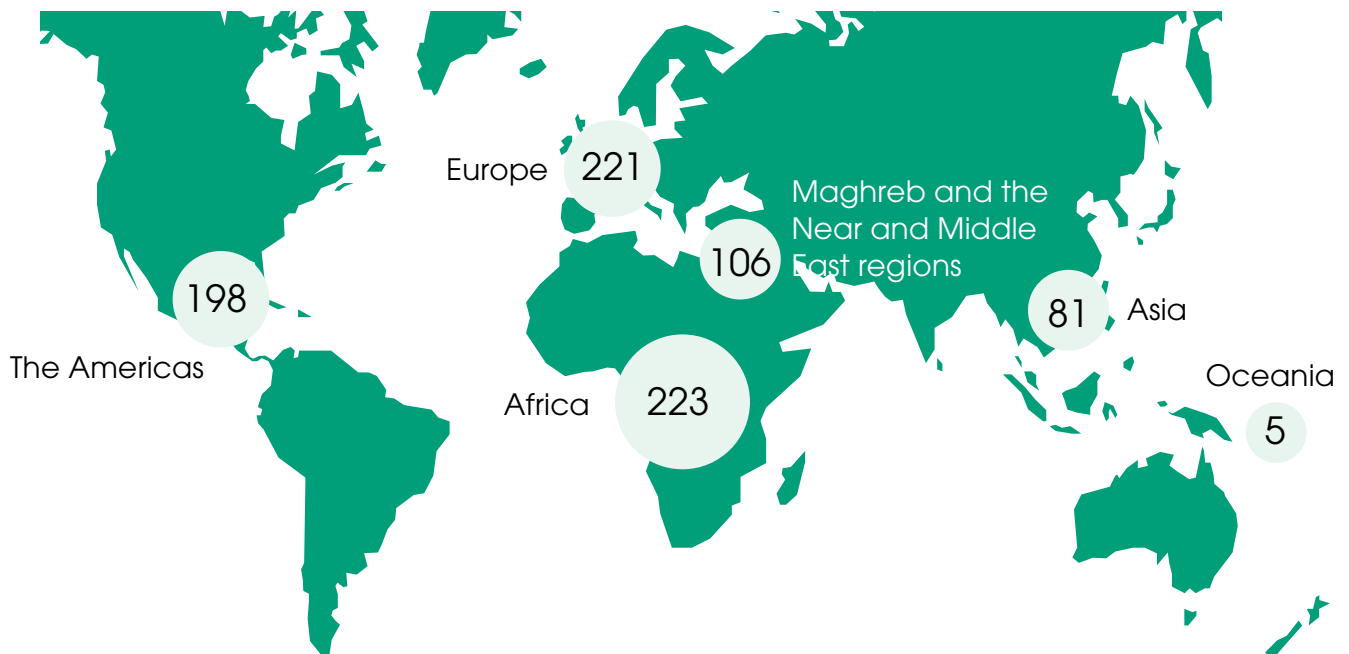 Europe
221
Maghreb and the
Near and Middle
East regions
106
198
The Americas
81
Asia
Africa
223
Oceania
5